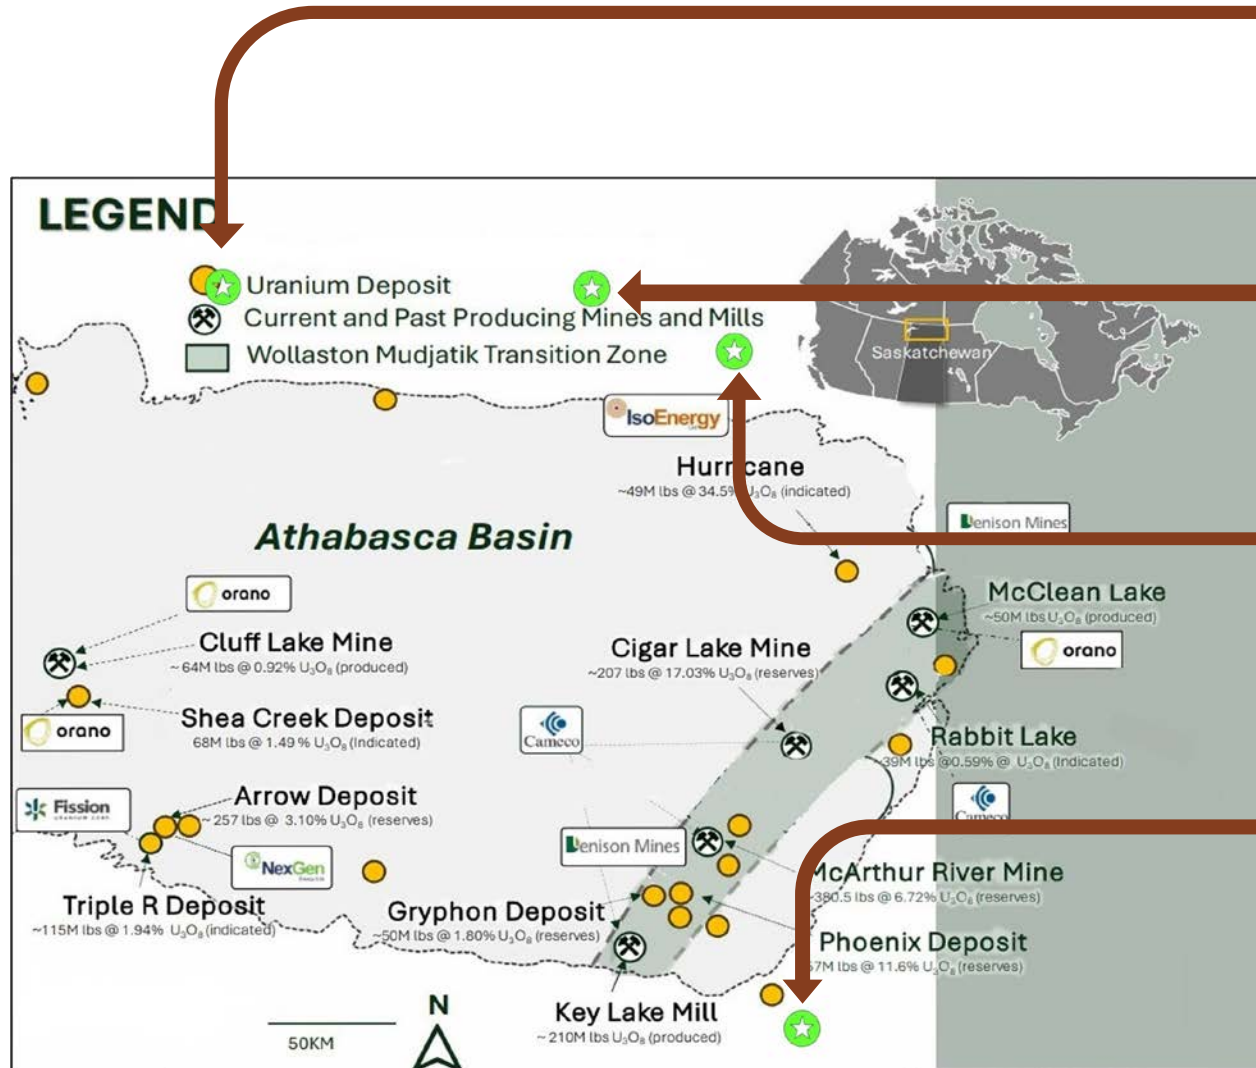 LEGEND
Uranium Deposit
Current and Past Producing Mines and Mills
Wollaston Mudjatik Transition Zone
Saskatchewan
IsoEnergy
Hurricane
~49M lbs @ 34.5% U₃O₈ (indicated)
Athabasca Basin
Denison Mines
orano
McClean Lake
~50M lbs U₃O₈ (produced)
Cluff Lake Mine
~ 64M lbs @ 0.92% U₃O₈ (produced)
Cigar Lake Mine
~207 lbs @ 17.03% U₃O₈ (reserves)
orano
Shea Creek Deposit
68M lbs @ 1.49 % U₃O₈ (Indicated)
orano
Cameco
Rabbit Lake
~39M lbs @0.59% @ U₃O₈ (Indicated)
Arrow Deposit
~ 257 lbs @ 3.10% U₃O₈ (reserves)
Fission
URANIUM CORP.
Cameco
Denison Mines
NexGen
McArthur River Mine
~380.5 lbs @ 6.72% U₃O₈ (reserves)
Triple R Deposit
~115M lbs @ 1.94% U₃O₈ (indicated)
Gryphon Deposit
~50M lbs @ 1.80% U₃O₈ (reserves)
Phoenix Deposit
57M lbs @ 11.6% U₃O₈ (reserves)
Key Lake Mill
~ 210M lbs U₃O₈ (produced)
N
50KM